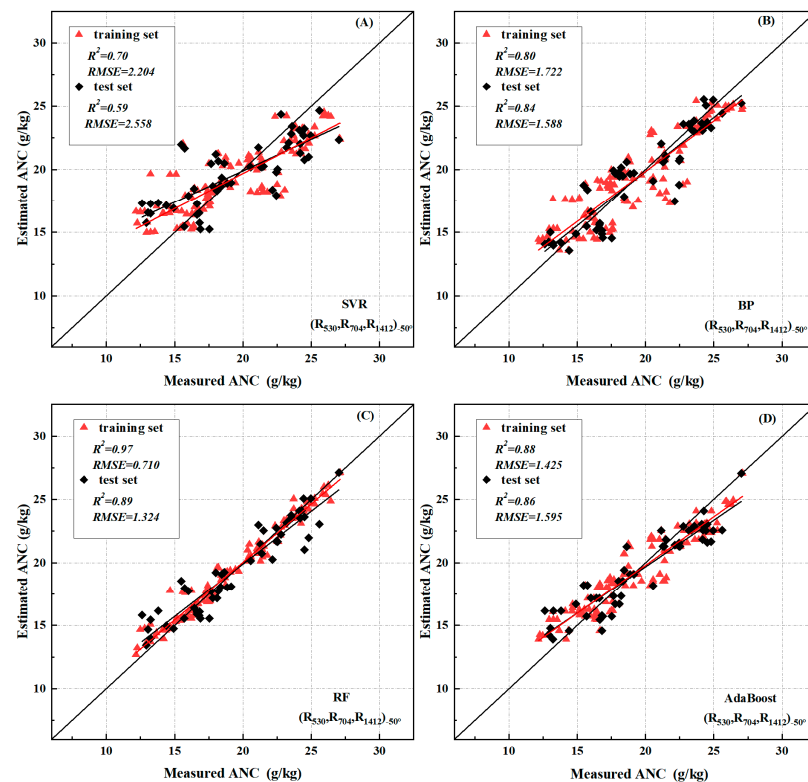 (A)
training set
R²=0.70
RMSE=2.204
test set
R²=0.59
RMSE=2.558
30
25
20
15
10
Estimated ANC (g/kg)
SVR
(R530,R704,R1412)-50°
10 15 20 25 30
Measured ANC (g/kg)
(B)
training set
R²=0.80
RMSE=1.722
test set
R²=0.84
RMSE=1.588
30
25
20
15
10
Estimated ANC (g/kg)
BP
(R530,R704,R1412)-50°
10 15 20 25 30
Measured ANC (g/kg)
(C)
training set
R²=0.97
RMSE=0.710
test set
R²=0.89
RMSE=1.324
30
25
20
15
10
Estimated ANC (g/kg)
RF
(R530,R704,R1412)-50°
10 15 20 25 30
Measured ANC (g/kg)
(D)
training set
R²=0.88
RMSE=1.425
test set
R²=0.86
RMSE=1.595
30
25
20
15
10
Estimated ANC (g/kg)
AdaBoost
(R530,R704,R1412)-50°
10 15 20 25 30
Measured ANC (g/kg)